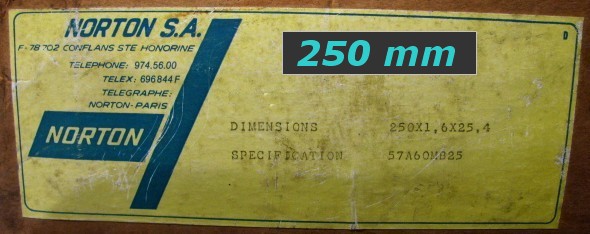 NORTON S.A.
F-78702 CONFLANS STE HONORINE
TELEPHONE: 974.56.00
TELEX: 696844F
TELEGRAPHE:
NORTON-PARIS
NORTON
250 mm
D
DIMENSIONS 250X1,6X25,4
SPECIFICATION 57A60MB25